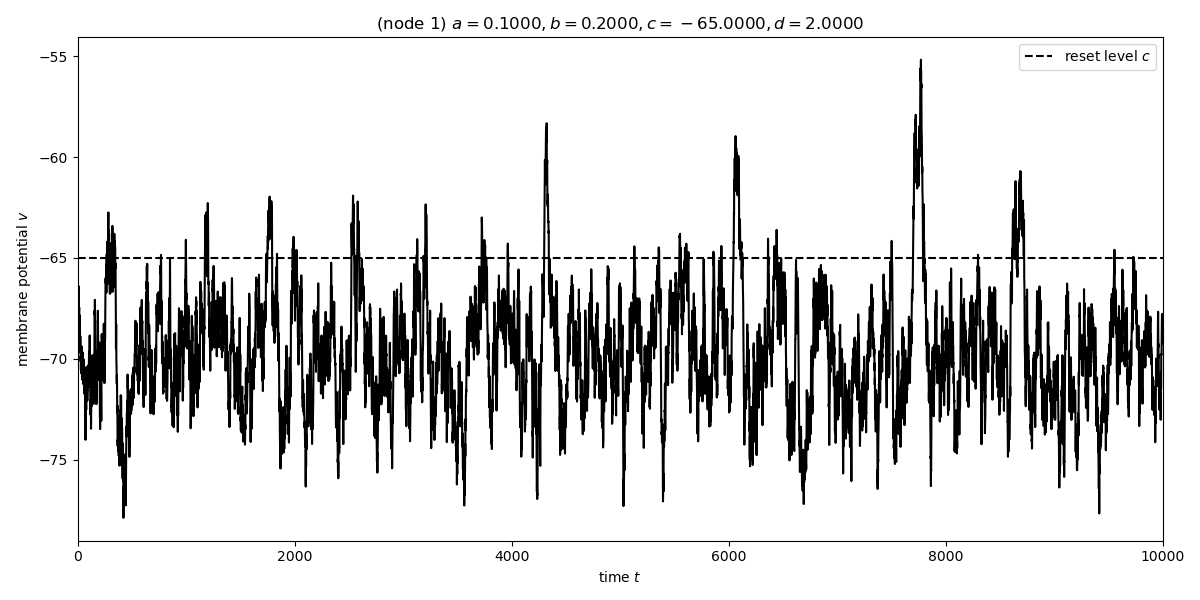 (node 1) a = 0.1000, b = 0.2000, c = −65.0000, d = 2.0000
reset level c
−55
−60
−65
−70
−75
membrane potential v
0 2000 4000 6000 8000 10000
time t